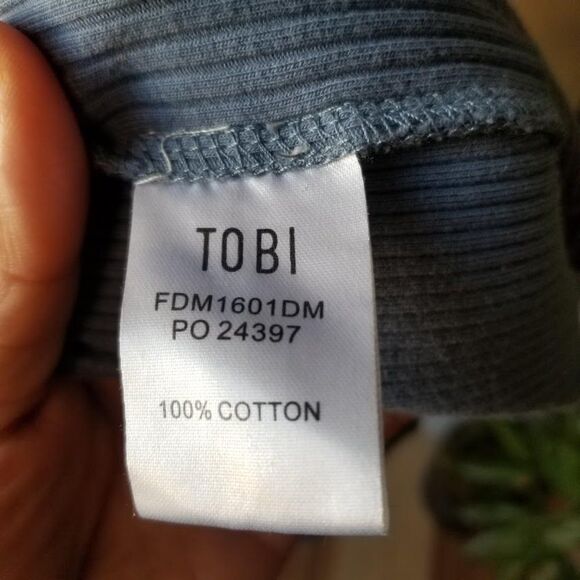 TOBI
FDM1601DM
PO 24397
100% COTTON